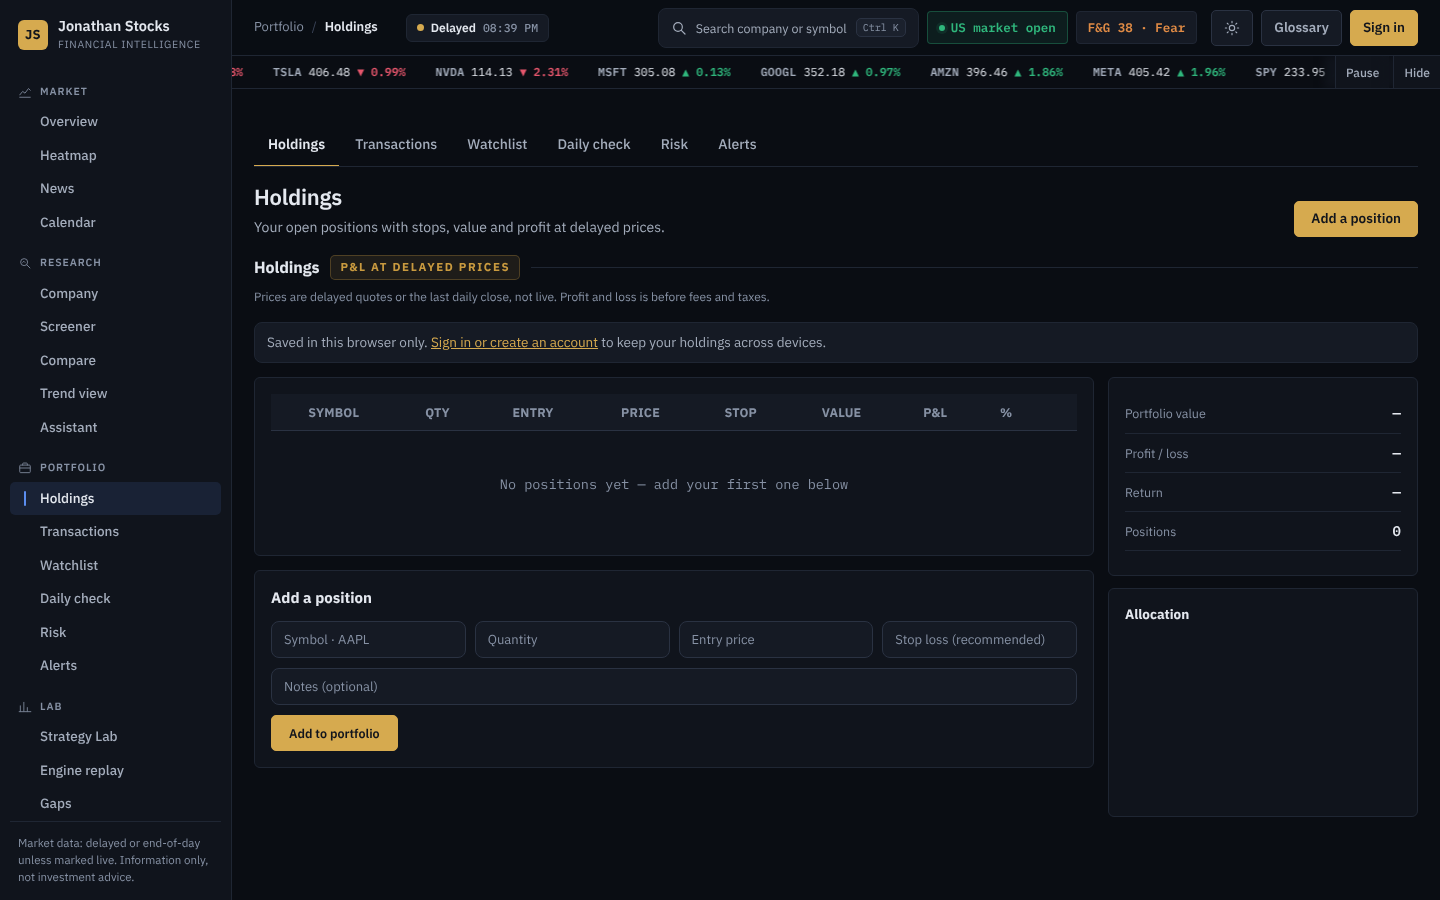 JS
Jonathan Stocks
FINANCIAL INTELLIGENCE
MARKET
Overview
Heatmap
News
Calendar
RESEARCH
Company
Screener
Compare
Trend view
Assistant
PORTFOLIO
Holdings
Transactions
Watchlist
Daily check
Risk
Alerts
LAB
Strategy Lab
Engine replay
Gaps
Market data: delayed or end-of-day
unless marked live. Information only,
not investment advice.
Portfolio / Holdings
Delayed 08:39 PM
Search company or symbol Ctrl K
US market open
F&G 38 · Fear
Glossary
Sign in
% TSLA 406.48 ▼ 0.99% NVDA 114.13 ▼ 2.31% MSFT 305.08 ▲ 0.13% GOOGL 352.18 ▲ 0.97% AMZN 396.46 ▲ 1.86% META 405.42 ▲ 1.96% SPY 233.95
Pause
Hide
Holdings Transactions Watchlist Daily check Risk Alerts
Holdings
Your open positions with stops, value and profit at delayed prices.
Add a position
Holdings P&L AT DELAYED PRICES
Prices are delayed quotes or the last daily close, not live. Profit and loss is before fees and taxes.
Saved in this browser only. Sign in or create an account to keep your holdings across devices.
SYMBOL QTY ENTRY PRICE STOP VALUE P&L %
No positions yet — add your first one below
Add a position
Symbol · AAPL
Quantity
Entry price
Stop loss (recommended)
Notes (optional)
Add to portfolio
Portfolio value —
Profit / loss —
Return —
Positions 0
Allocation